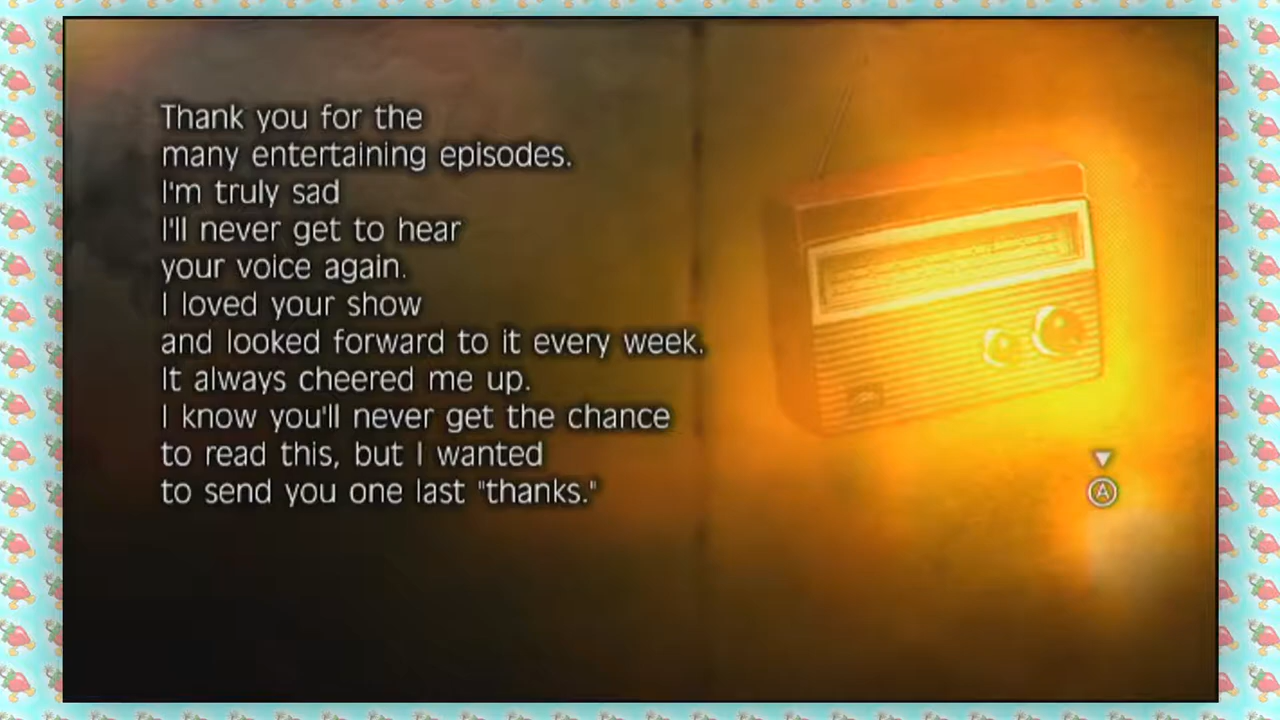 Thank you for the
many entertaining episodes.
I'm truly sad
I'll never get to hear
your voice again.
I loved your show
and looked forward to it every week.
It always cheered me up.
I know you'll never get the chance
to read this, but I wanted
to send you one last "thanks."
A